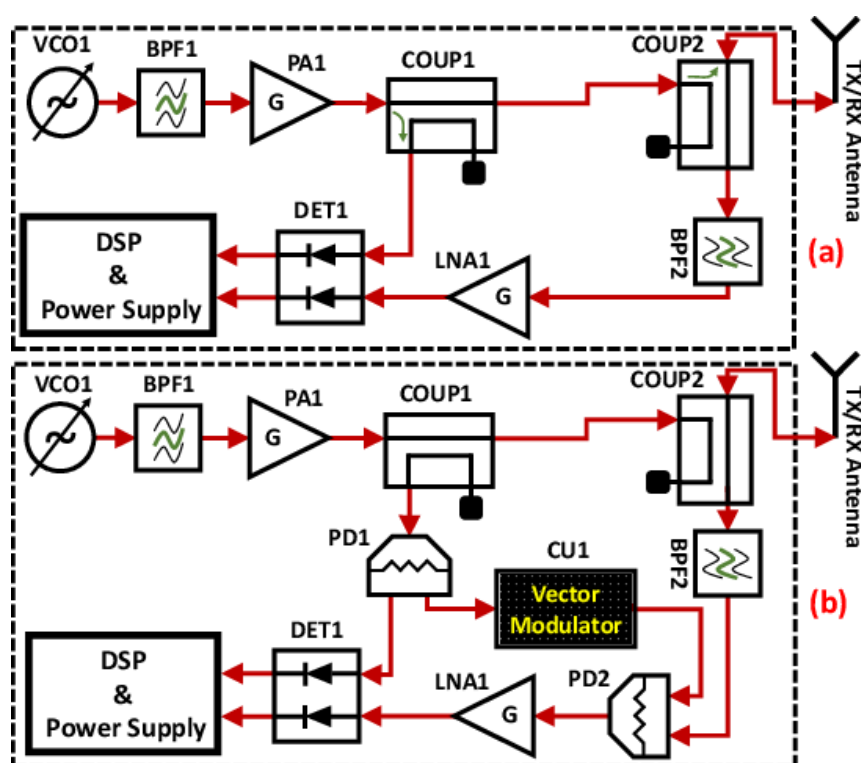 VCO1
BPF1
PA1
COUP1
COUP2
TX/RX Antenna
G
DET1
LNA1
BPF2
(a)
DSP
&
Power Supply
G
VCO1
BPF1
PA1
COUP1
COUP2
TX/RX Antenna
G
PD1
CU1
BPF2
Vector
Modulator
(b)
DET1
LNA1
PD2
DSP
&
Power Supply
G